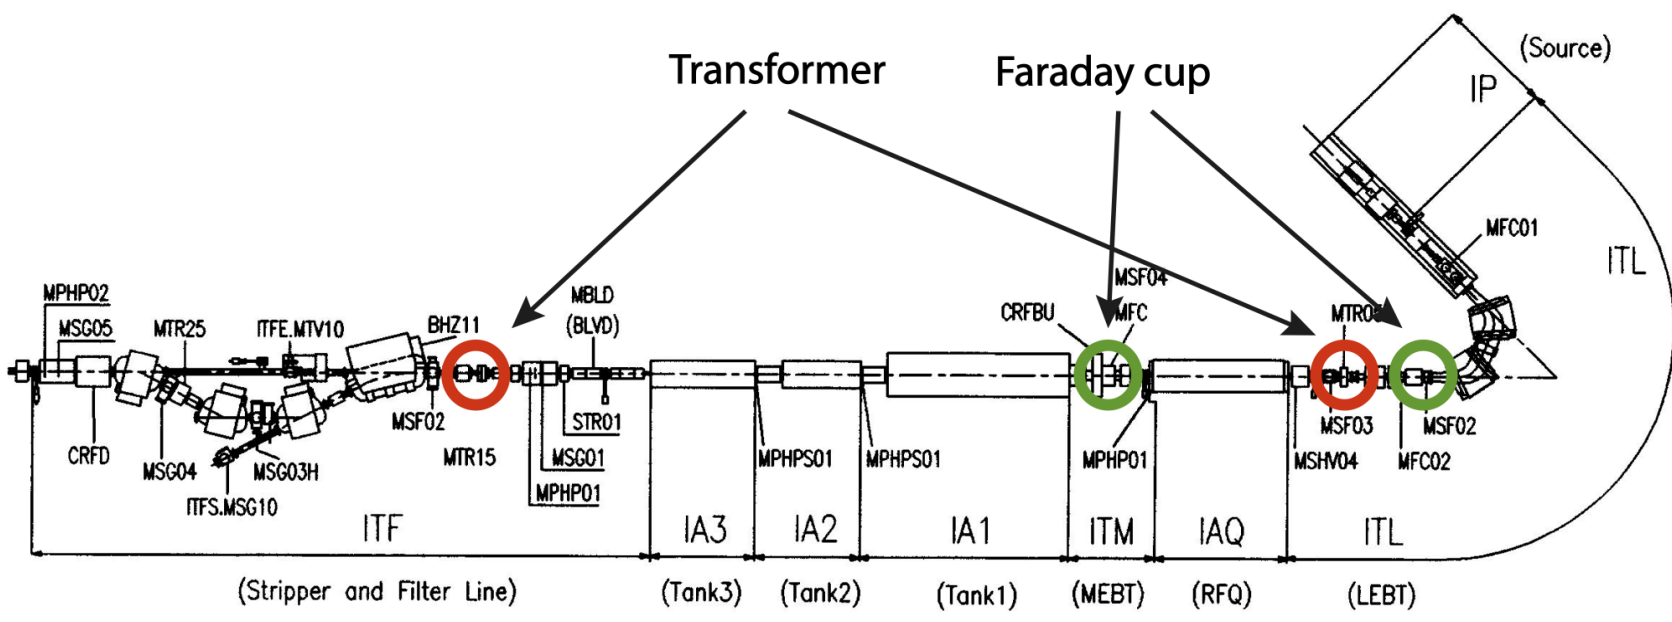 Transformer
Faraday cup
(Source)
IP
MFC01
ITL
MSF04
MPHP02
MBLD
MSG05
MTR25
ITFE.MTV10
BHZ11
(BLVD)
CRFBU
MFC
MTR05
MSF02
STR01
MSF03
MSF02
CRFD
MSG04
MSG03H
MTR15
MSG01
MPHPS01
MPHPS01
MPHP01
MSHV04
MFC02
ITFS.MSG10
MPHP01
ITF
IA3
IA2
IA1
ITM
IAQ
ITL
(Stripper and Filter Line)
(Tank3)
(Tank2)
(Tank1)
(MEBT)
(RFQ)
(LEBT)